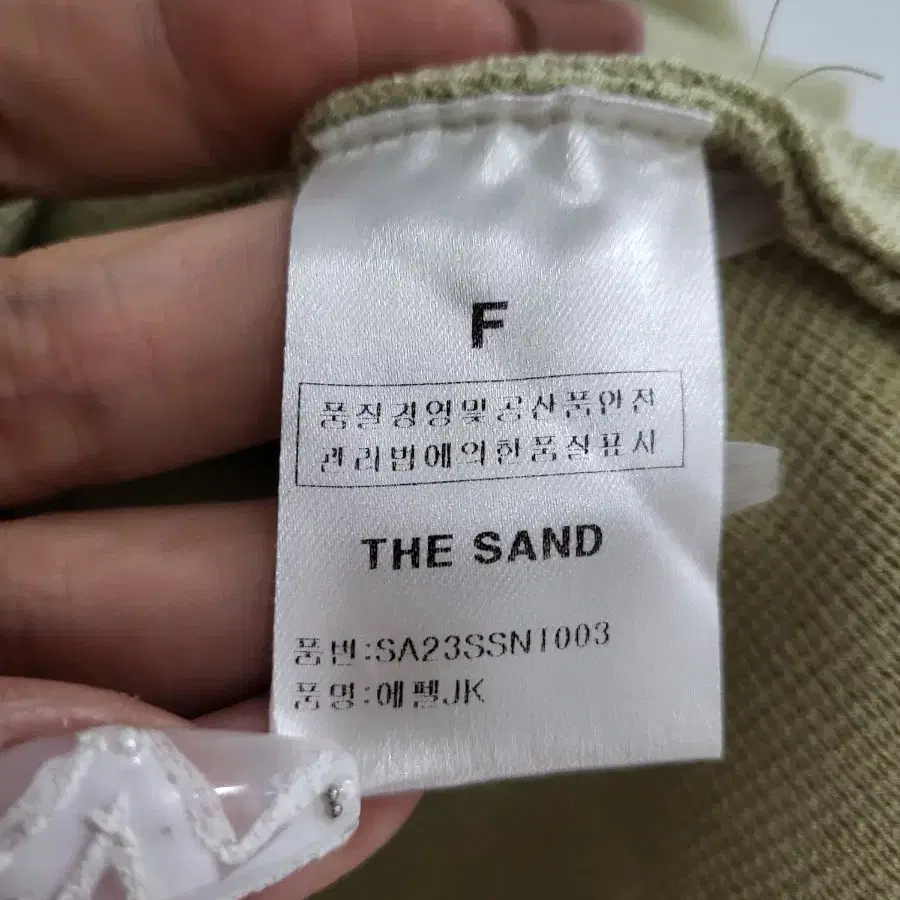 F
품질경영및공산품안전
관리법에의한품질표시
THE SAND
품번:SA23SSNT003
품명:에펠JK